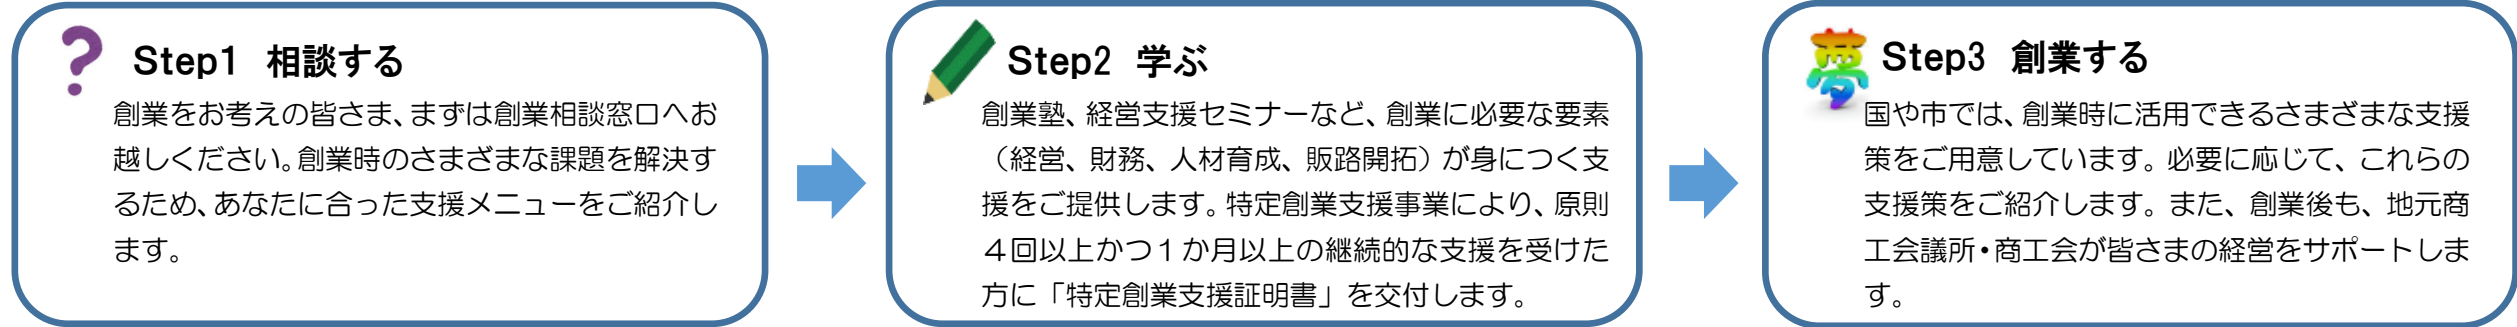 Step1 相談する
創業をお考えの皆さま、まずは創業相談窓口へお
越しください。創業時のさまざまな課題を解決す
るため、あなたに合った支援メニューをご紹介し
ます。
Step2 学ぶ
創業塾、経営支援セミナーなど、創業に必要な要素
（経営、財務、人材育成、販路開拓）が身につく支
援をご提供します。特定創業支援事業により、原則
４回以上かつ１か月以上の継続的な支援を受けた
方に「特定創業支援証明書」を交付します。
夢
Step3 創業する
国や市では、創業時に活用できるさまざまな支援
策をご用意しています。必要に応じて、これらの
支援策をご紹介します。また、創業後も、地元商
工会議所・商工会が皆さまの経営をサポートしま
す。